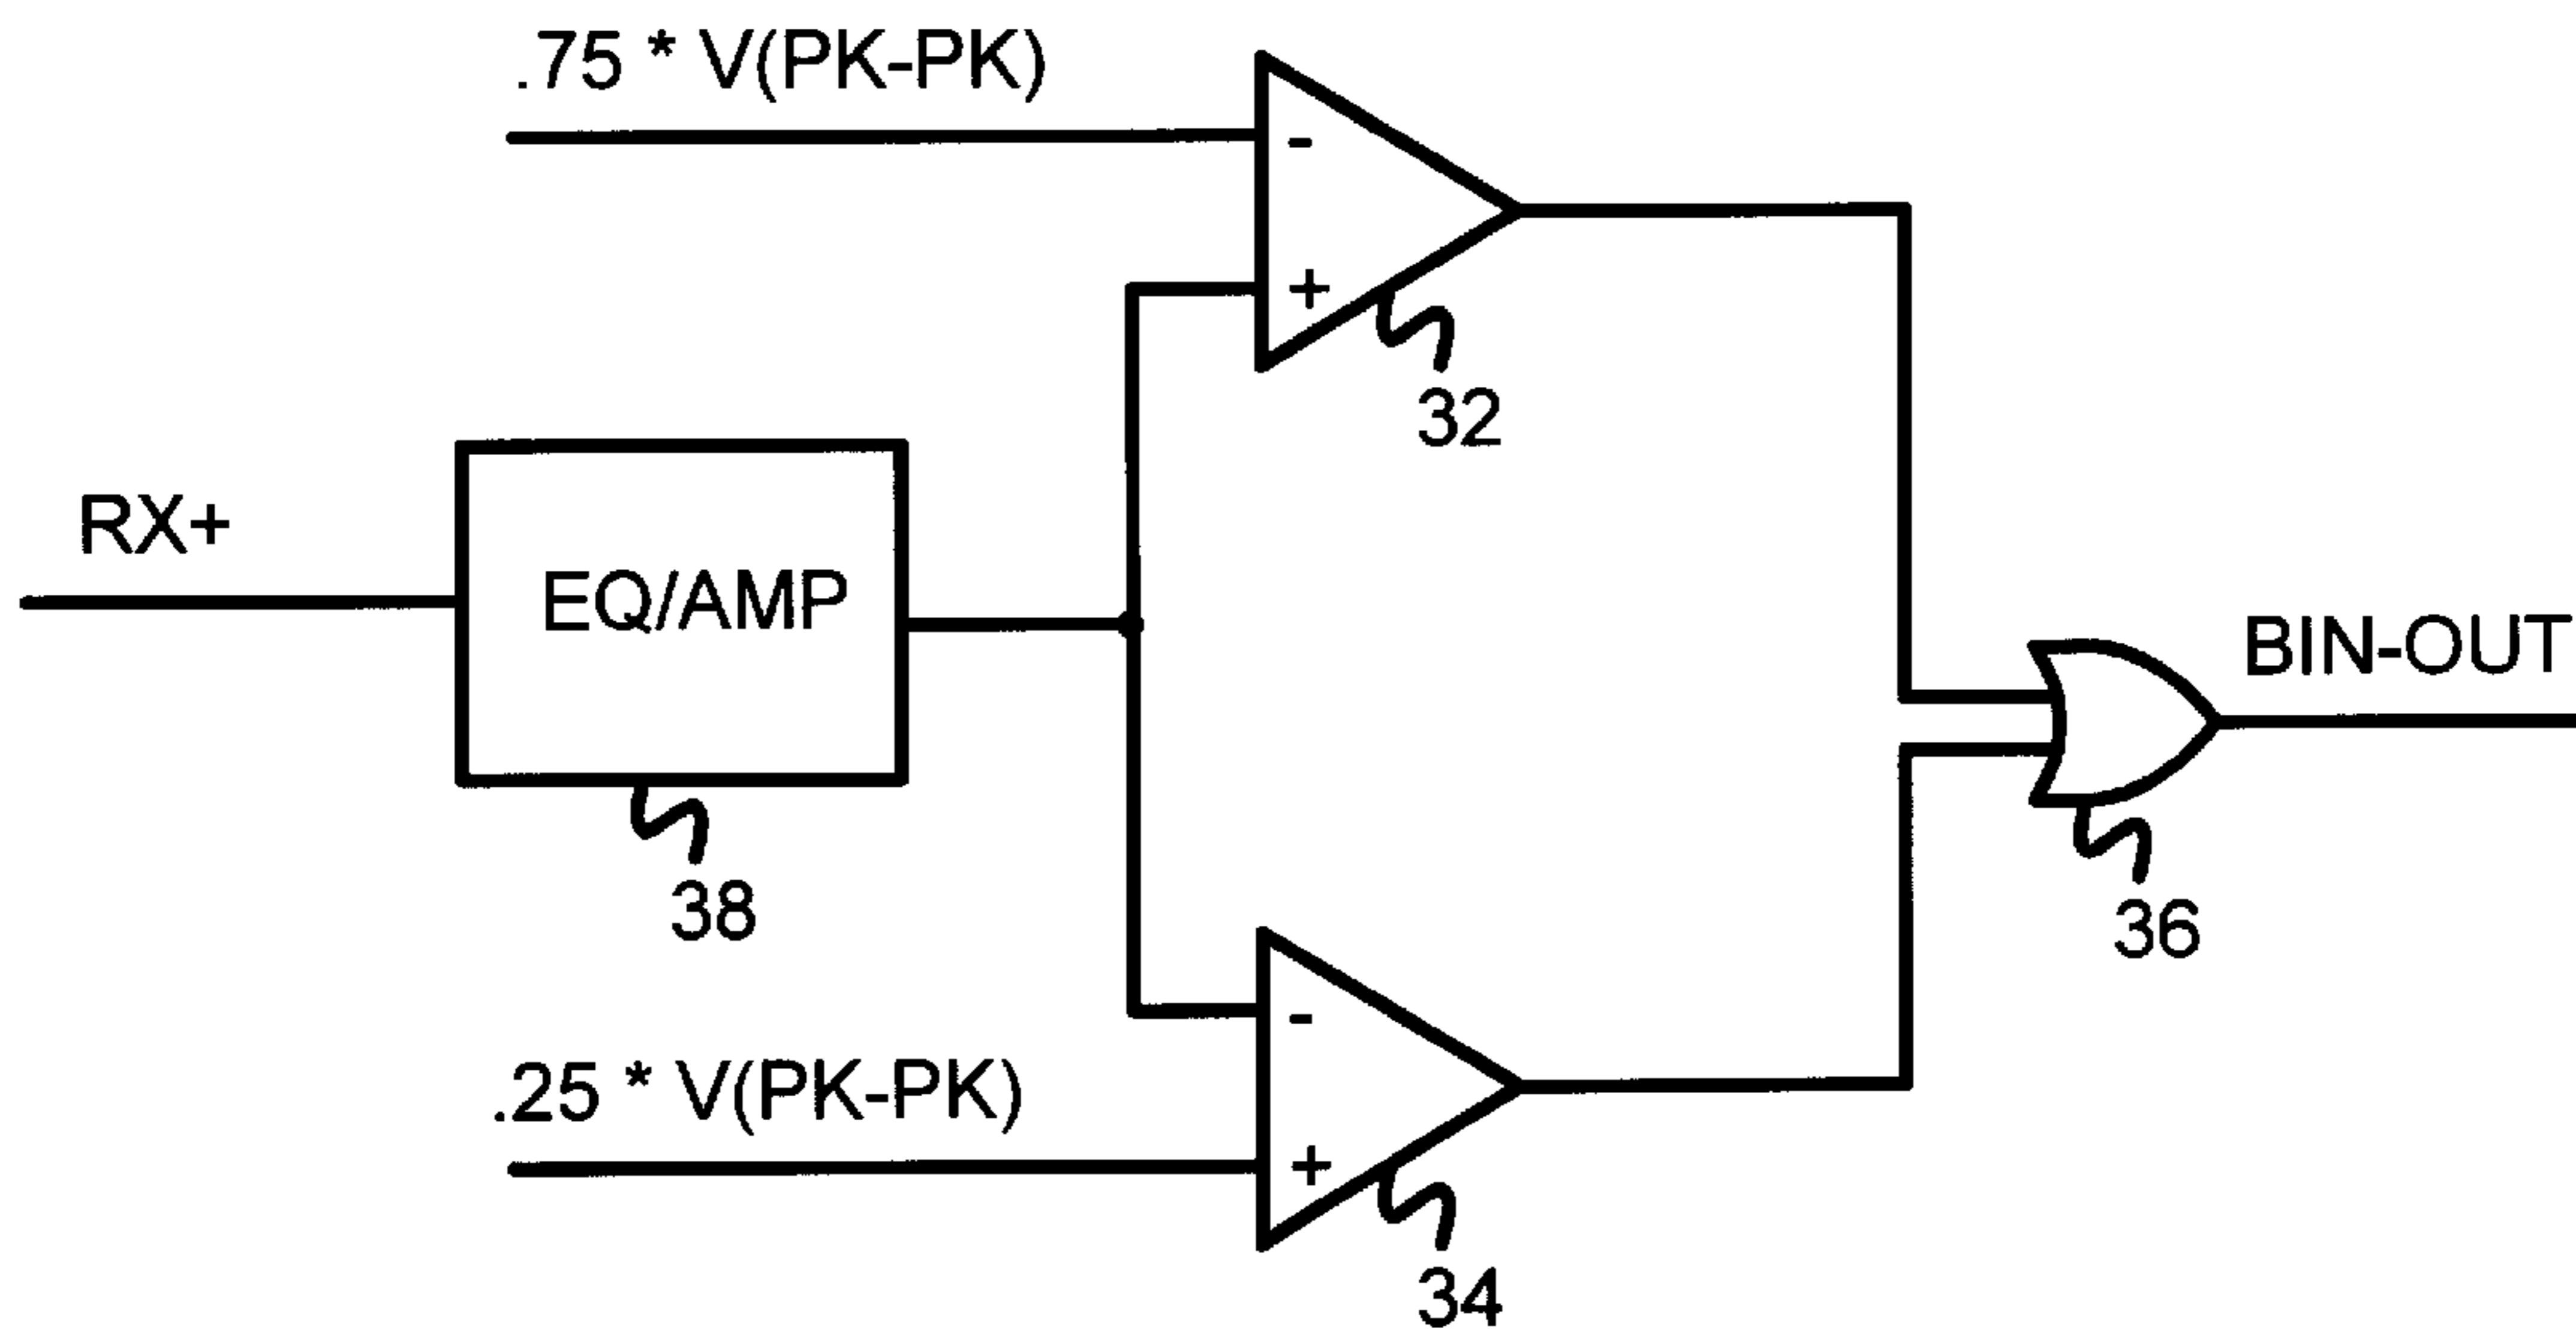 .75 * V(PK-PK)
-
+
32
RX+
EQ/AMP
38
BIN-OUT
36
-
.25 * V(PK-PK)
+
34